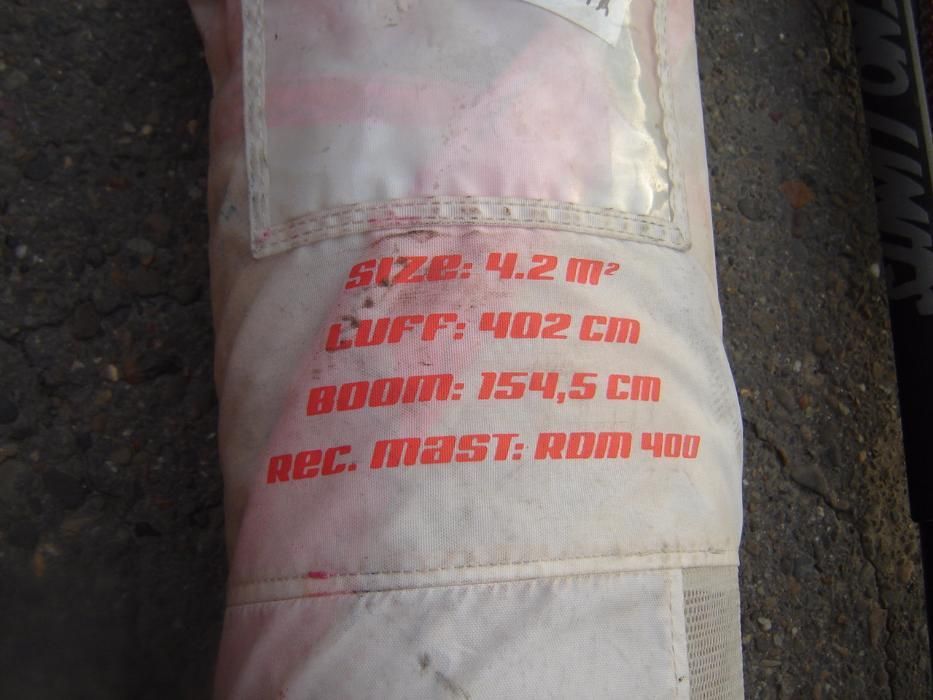 SIZE: 4.2 m²
LUFF: 402 CM
BOOM: 154,5 CM
REC. MAST: RDM 400